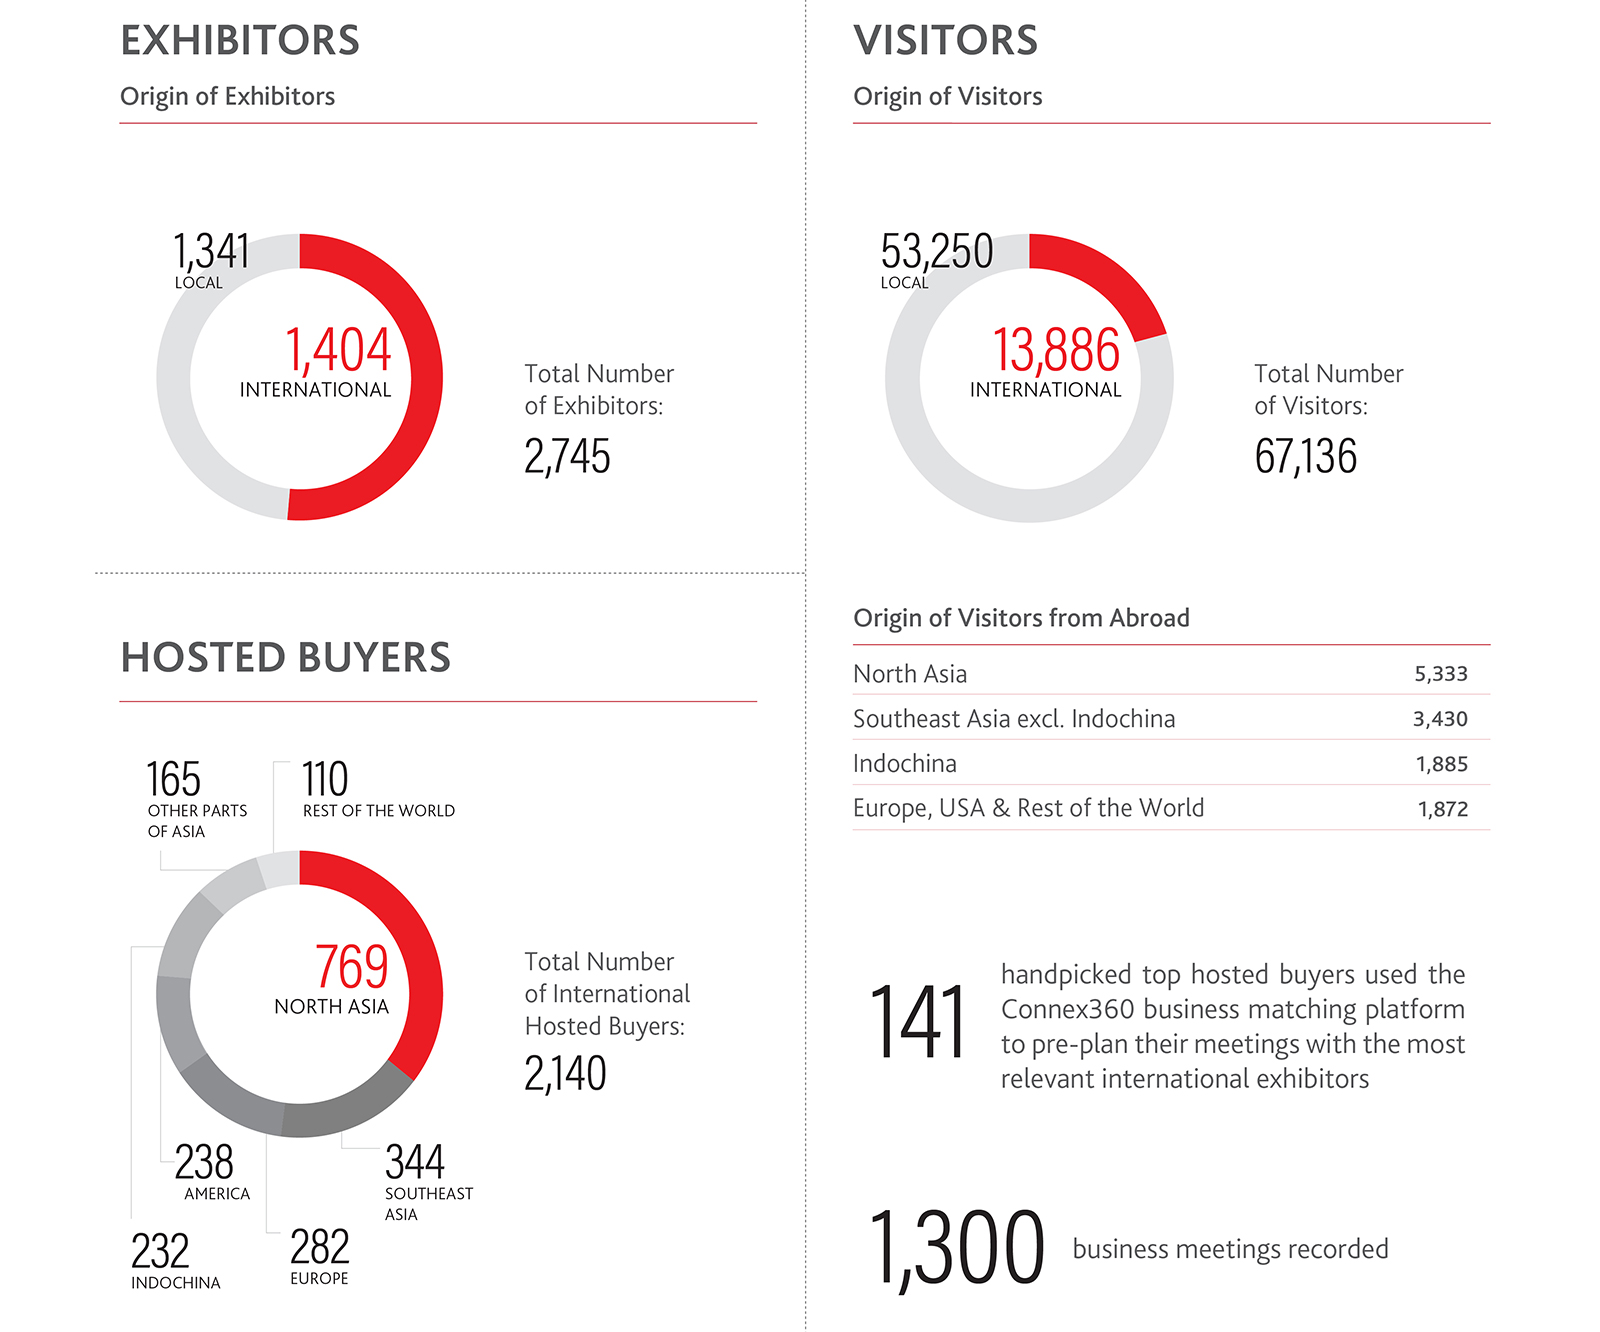 EXHIBITORS
Origin of Exhibitors
1,341
LOCAL
1,404
INTERNATIONAL
Total Number
of Exhibitors:
2,745
HOSTED BUYERS
165
OTHER PARTS
OF ASIA
110
REST OF THE WORLD
769
NORTH ASIA
Total Number
of International
Hosted Buyers:
2,140
238
AMERICA
344
SOUTHEAST
ASIA
232
INDOCHINA
282
EUROPE
VISITORS
Origin of Visitors
53,250
LOCAL
13,886
INTERNATIONAL
Total Number
of Visitors:
67,136
Origin of Visitors from Abroad
North Asia 5,333
Southeast Asia excl. Indochina 3,430
Indochina 1,885
Europe, USA & Rest of the World 1,872
141
handpicked top hosted buyers used the
Connex360 business matching platform
to pre-plan their meetings with the most
relevant international exhibitors
1,300 business meetings recorded